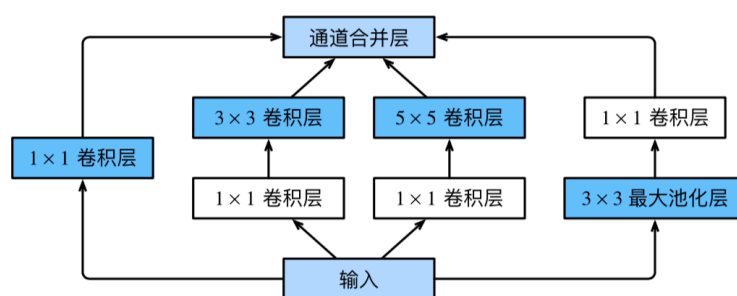 通道合并层
3 × 3 卷积层
5 × 5 卷积层
1 × 1 卷积层
1 × 1 卷积层
1 × 1 卷积层
1 × 1 卷积层
3 × 3 最大池化层
输入